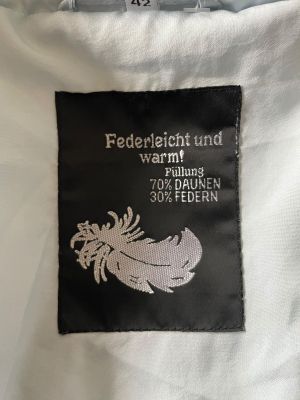 42
Federleicht und
warm!
Füllung
70% DAUNEN
30% FEDERN